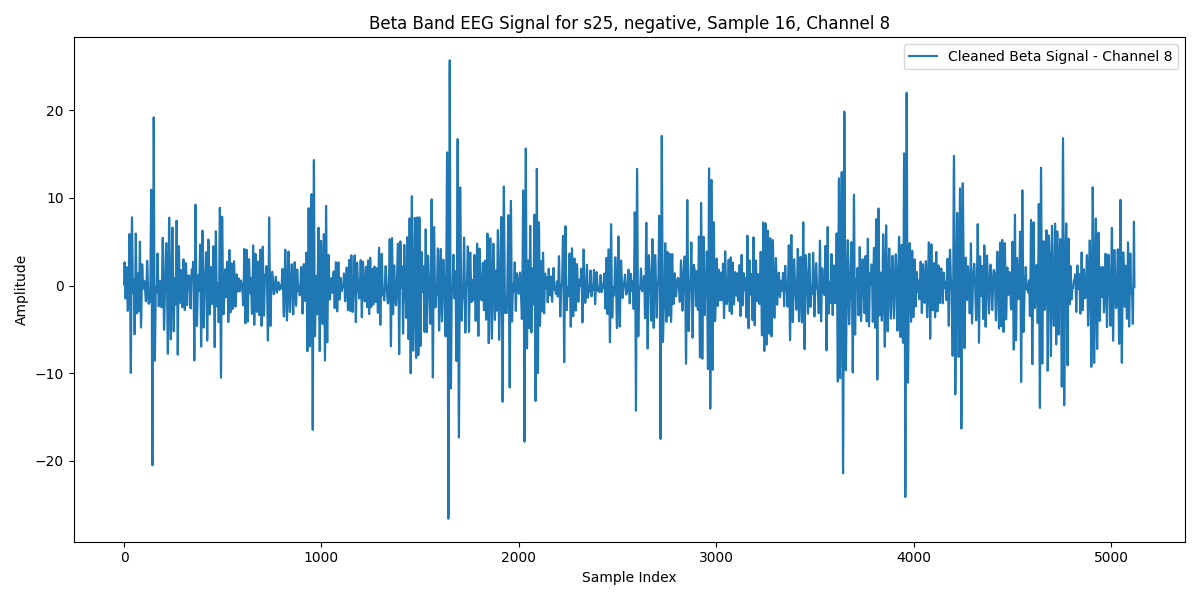 Beta Band EEG Signal for s25, negative, Sample 16, Channel 8
Cleaned Beta Signal - Channel 8
Amplitude
20
10
0
−10
−20
0 1000 2000 3000 4000 5000
Sample Index